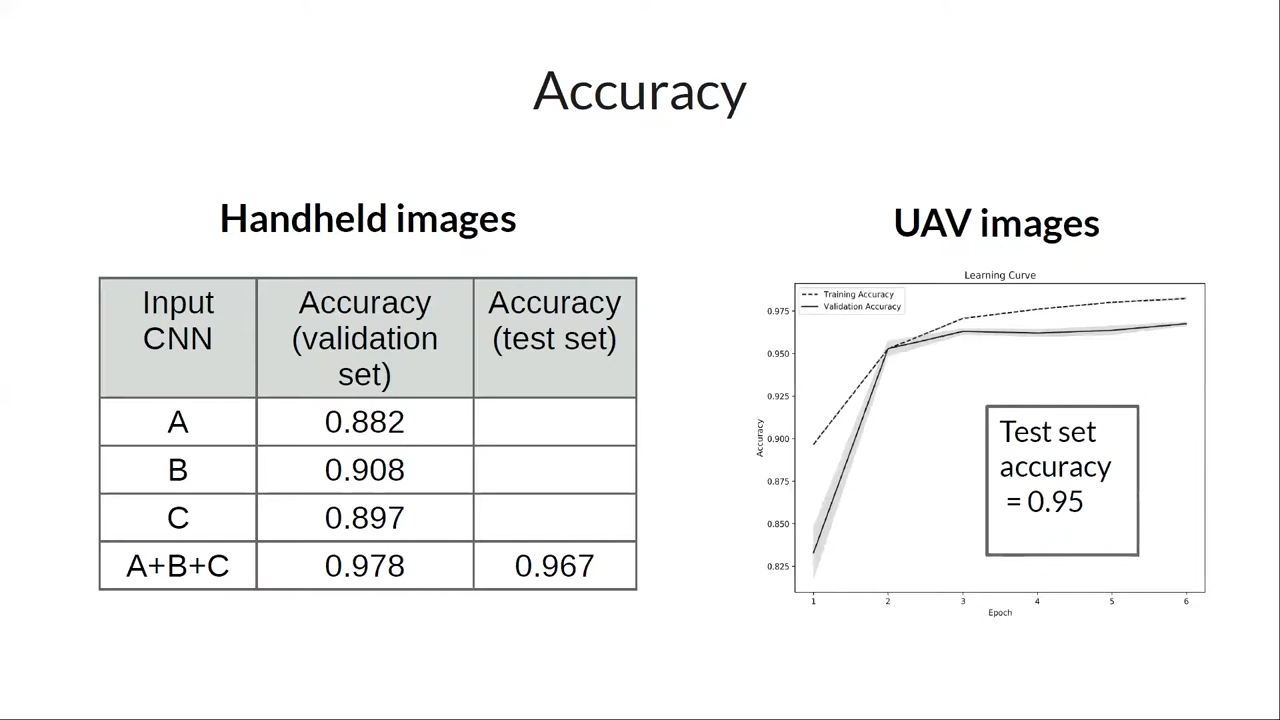 Accuracy
Handheld images
Input
CNN
Accuracy
(validation
set)
Accuracy
(test set)
A
0.882
B
0.908
C
0.897
A+B+C
0.978
0.967
UAV images
Learning Curve
Training Accuracy
Validation Accuracy
0.975
0.950
0.925
0.900
0.875
0.850
0.825
Accuracy
Test set
accuracy
= 0.95
1 2 3 4 5 6
Epoch